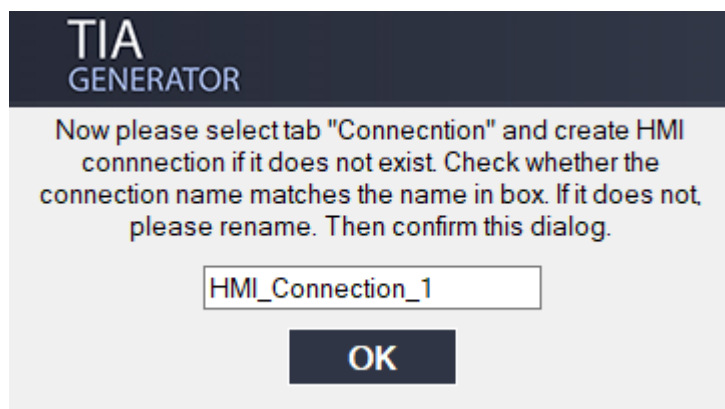 TIA
GENERATOR
Now please select tab "Connecntion" and create HMI
connnection if it does not exist. Check whether the
connection name matches the name in box. If it does not,
please rename. Then confirm this dialog.
HMI_Connection_1
OK